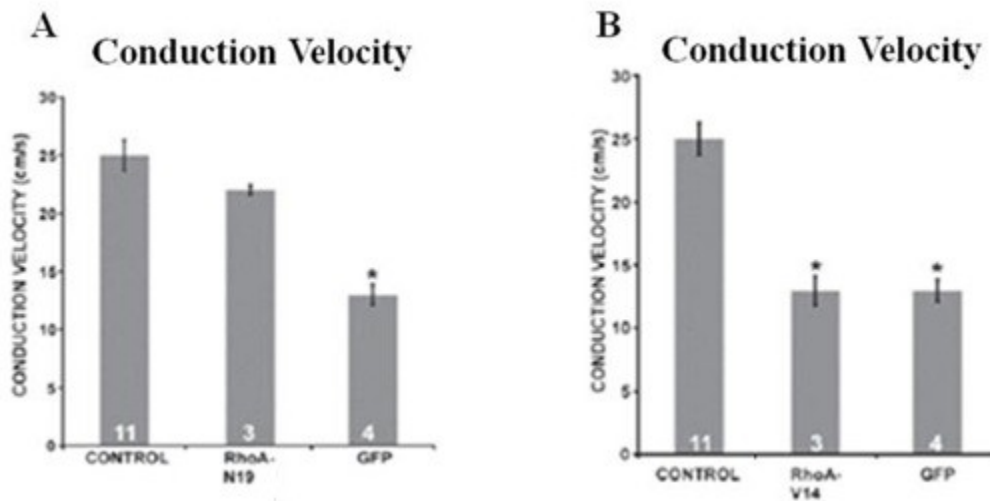 A
Conduction Velocity
CONDUCTION VELOCITY (cm/s)
30
25
20
15
10
5
0
*
11
3
4
CONTROL
RhoA-
N19
GFP
B
Conduction Velocity
CONDUCTION VELOCITY (cm/s)
30
25
20
15
10
5
0
*
*
11
3
4
CONTROL
RhoA-
V14
GFP